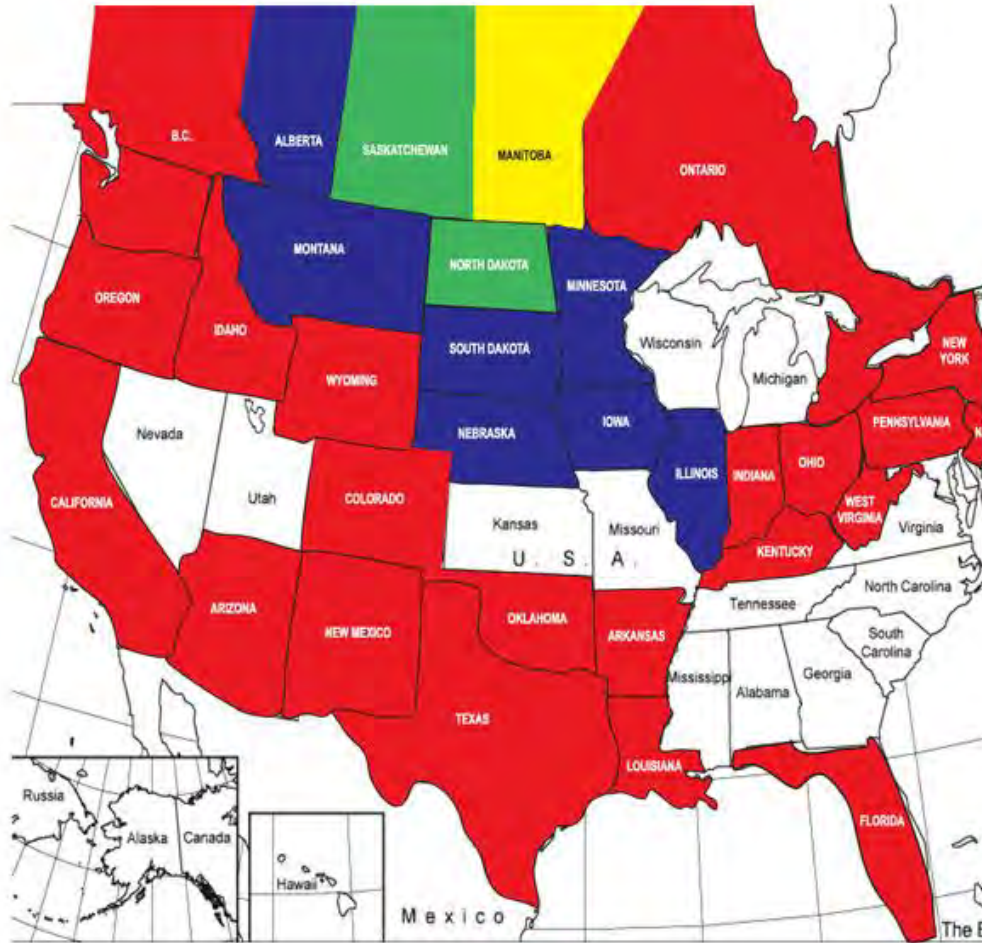 B.C.
ALBERTA
SASKATCHEWAN
MANITOBA
ONTARIO
MONTANA
NORTH DAKOTA
MINNESOTA
OREGON
IDAHO
SOUTH DAKOTA
Wisconsin
NEW
YORK
WYOMING
Michigan
Nevada
NEBRASKA
IOWA
PENNSYLVANIA
N
CALIFORNIA
Utah
COLORADO
ILLINOIS
INDIANA
OHIO
WEST
VIRGINIA
Kansas
Missouri
Virginia
U. S. A.
KENTUCKY
North Carolina
ARIZONA
NEW MEXICO
OKLAHOMA
ARKANSAS
Tennessee
South
Carolina
Mississippi
Alabama
Georgia
TEXAS
LOUISIANA
FLORIDA
Russia
Alaska
Canada
Hawaii
Mexico
The B